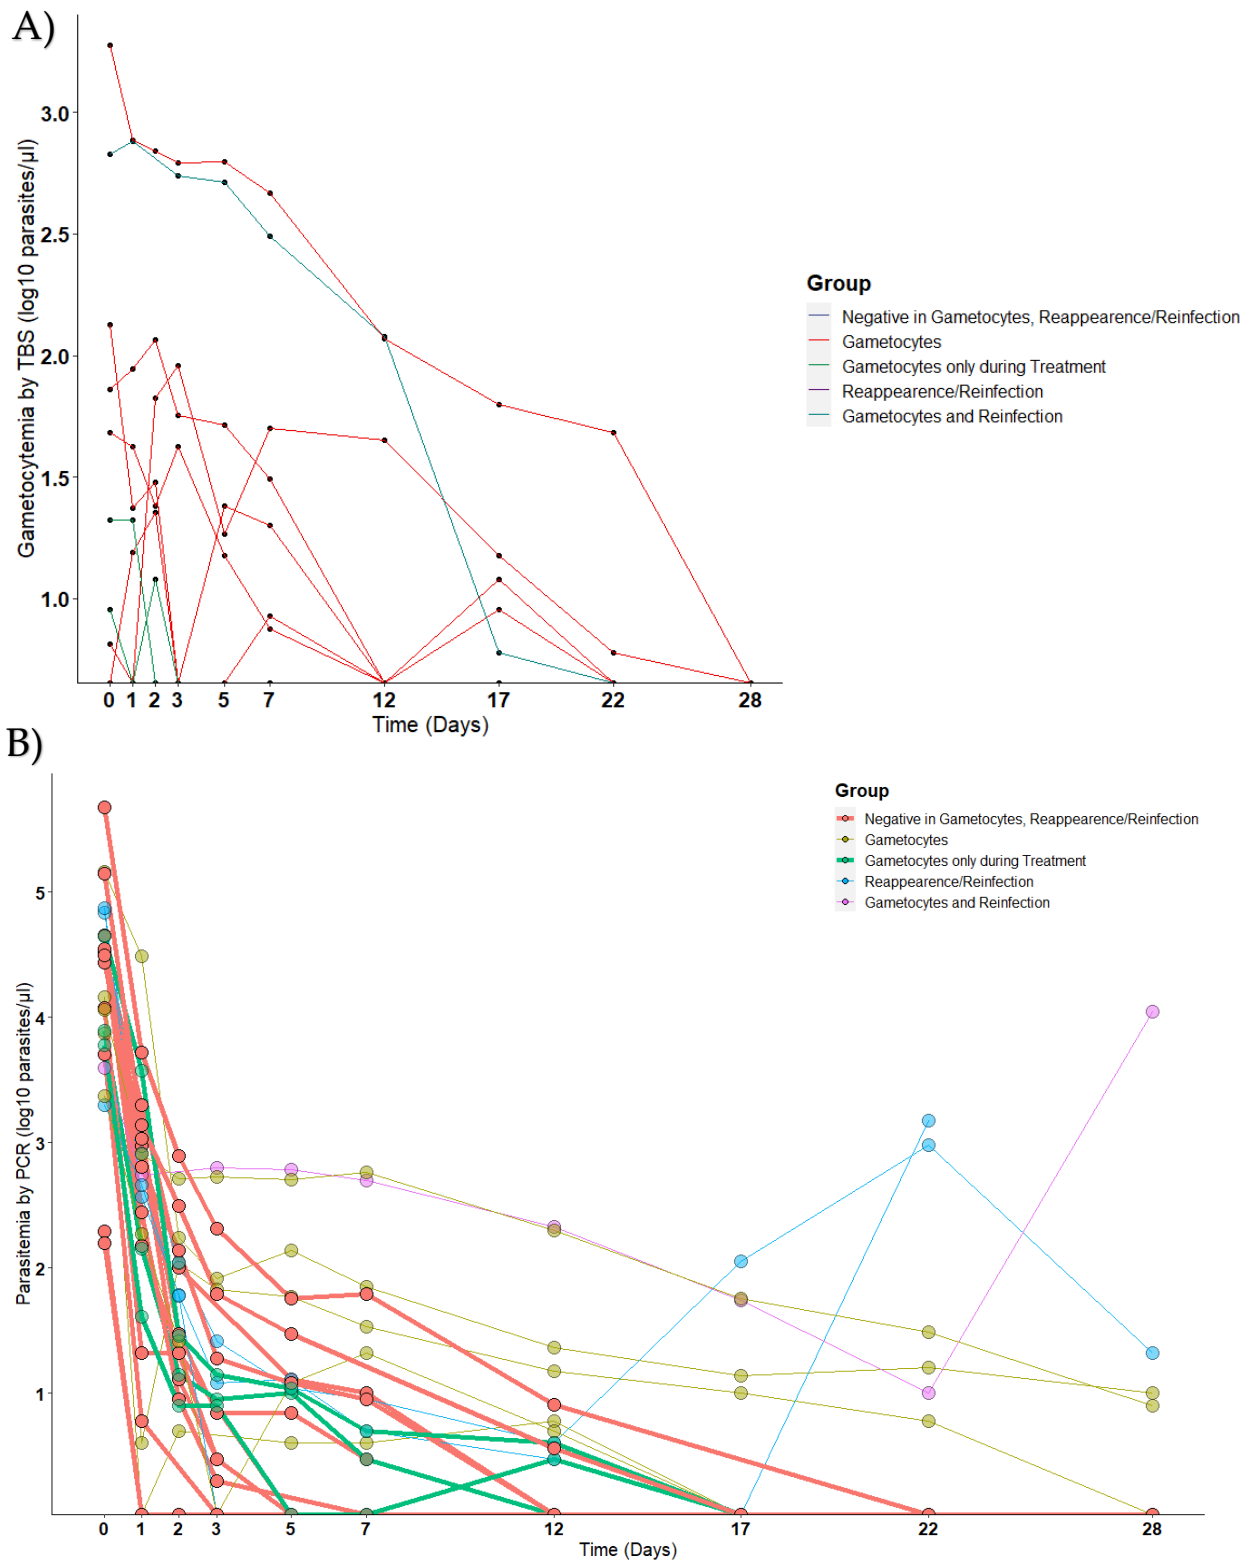 A)
Gametocytemia by TBS (log10 parasites/µl)
3.0
2.5
2.0
1.5
1.0
0 1 2 3 5 7 12 17 22 28
Time (Days)
Group
Negative in Gametocytes, Reappearence/Reinfection
Gametocytes
Gametocytes only during Treatment
Reappearence/Reinfection
Gametocytes and Reinfection
B)
Parasitemia by PCR (log10 parasites/µl)
5
4
3
2
1
0 1 2 3 5 7 12 17 22 28
Time (Days)
Group
Negative in Gametocytes, Reappearence/Reinfection
Gametocytes
Gametocytes only during Treatment
Reappearence/Reinfection
Gametocytes and Reinfection